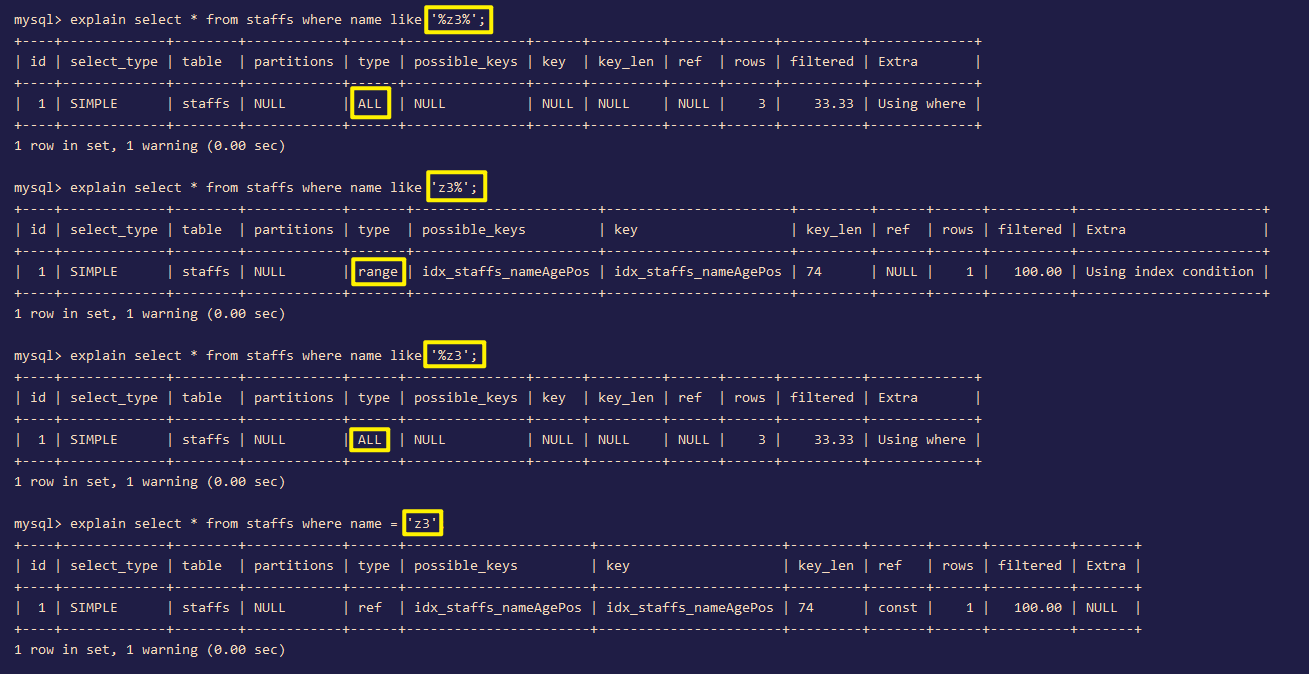 mysql> explain select * from staffs where name like '%z3%';
+----+-------------+--------+------------+------+---------------+------+---------+------+------+----------+-------------+
| id | select_type | table  | partitions | type | possible_keys | key  | key_len | ref  | rows | filtered | Extra       |
+----+-------------+--------+------------+------+---------------+------+---------+------+------+----------+-------------+
|  1 | SIMPLE      | staffs | NULL       | ALL  | NULL          | NULL | NULL    | NULL |    3 |    33.33 | Using where |
+----+-------------+--------+------------+------+---------------+------+---------+------+------+----------+-------------+
1 row in set, 1 warning (0.00 sec)

mysql> explain select * from staffs where name like 'z3%';
+----+-------------+--------+------------+-------+-----------------------+-----------------------+---------+------+------+----------+-----------------------+
| id | select_type | table  | partitions | type  | possible_keys         | key                   | key_len | ref  | rows | filtered | Extra                 |
+----+-------------+--------+------------+-------+-----------------------+-----------------------+---------+------+------+----------+-----------------------+
|  1 | SIMPLE      | staffs | NULL       | range | idx_staffs_nameAgePos | idx_staffs_nameAgePos | 74      | NULL |    1 |   100.00 | Using index condition |
+----+-------------+--------+------------+-------+-----------------------+-----------------------+---------+------+------+----------+-----------------------+
1 row in set, 1 warning (0.00 sec)

mysql> explain select * from staffs where name like '%z3';
+----+-------------+--------+------------+------+---------------+------+---------+------+------+----------+-------------+
| id | select_type | table  | partitions | type | possible_keys | key  | key_len | ref  | rows | filtered | Extra       |
+----+-------------+--------+------------+------+---------------+------+---------+------+------+----------+-------------+
|  1 | SIMPLE      | staffs | NULL       | ALL  | NULL          | NULL | NULL    | NULL |    3 |    33.33 | Using where |
+----+-------------+--------+------------+------+---------------+------+---------+------+------+----------+-------------+
1 row in set, 1 warning (0.00 sec)

mysql> explain select * from staffs where name = 'z3'
+----+-------------+--------+------------+------+-----------------------+-----------------------+---------+-------+------+----------+-------+
| id | select_type | table  | partitions | type | possible_keys         | key                   | key_len | ref   | rows | filtered | Extra |
+----+-------------+--------+------------+------+-----------------------+-----------------------+---------+-------+------+----------+-------+
|  1 | SIMPLE      | staffs | NULL       | ref  | idx_staffs_nameAgePos | idx_staffs_nameAgePos | 74      | const |    1 |   100.00 | NULL  |
+----+-------------+--------+------------+------+-----------------------+-----------------------+---------+-------+------+----------+-------+
1 row in set, 1 warning (0.00 sec)